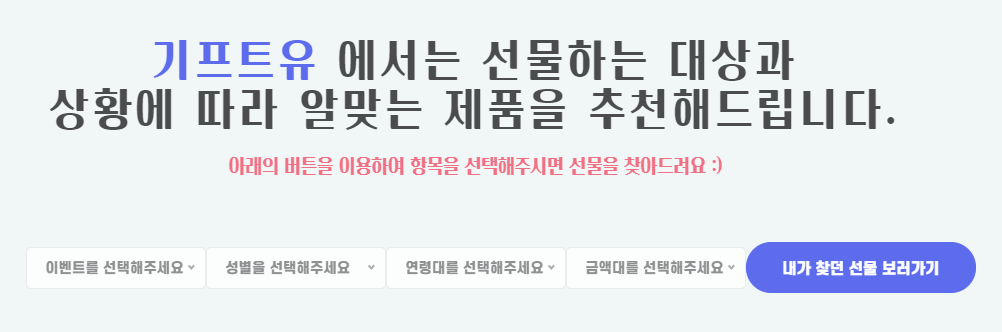 기프트유 에서는 선물하는 대상과
상황에 따라 알맞는 제품을 추천해드립니다.
아래의 버튼을 이용하여 항목을 선택해주시면 선물을 찾아드려요 :)
이벤트를 선택해주세요 성별을 선택해주세요 연령대를 선택해주세요 금액대를 선택해주세요 내가 찾던 선물 보러가기